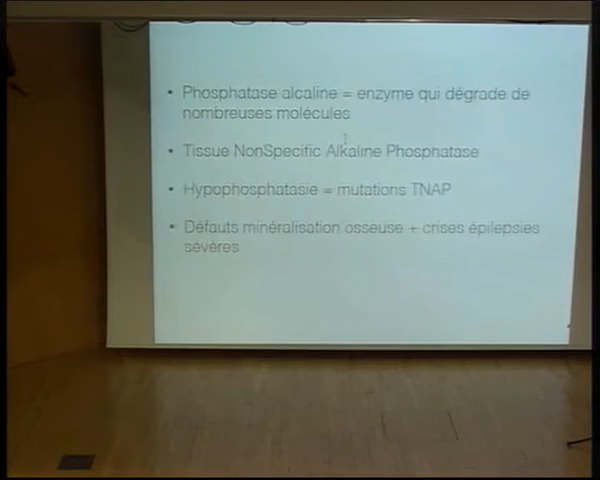 • Phosphatase alcaline = enzyme qui dégrade de
nombreuses molécules
• Tissue NonSpecific Alkaline Phosphatase
• Hypophosphatasie = mutations TNAP
• Défauts minéralisation osseuse + crises épilepsies
sévères